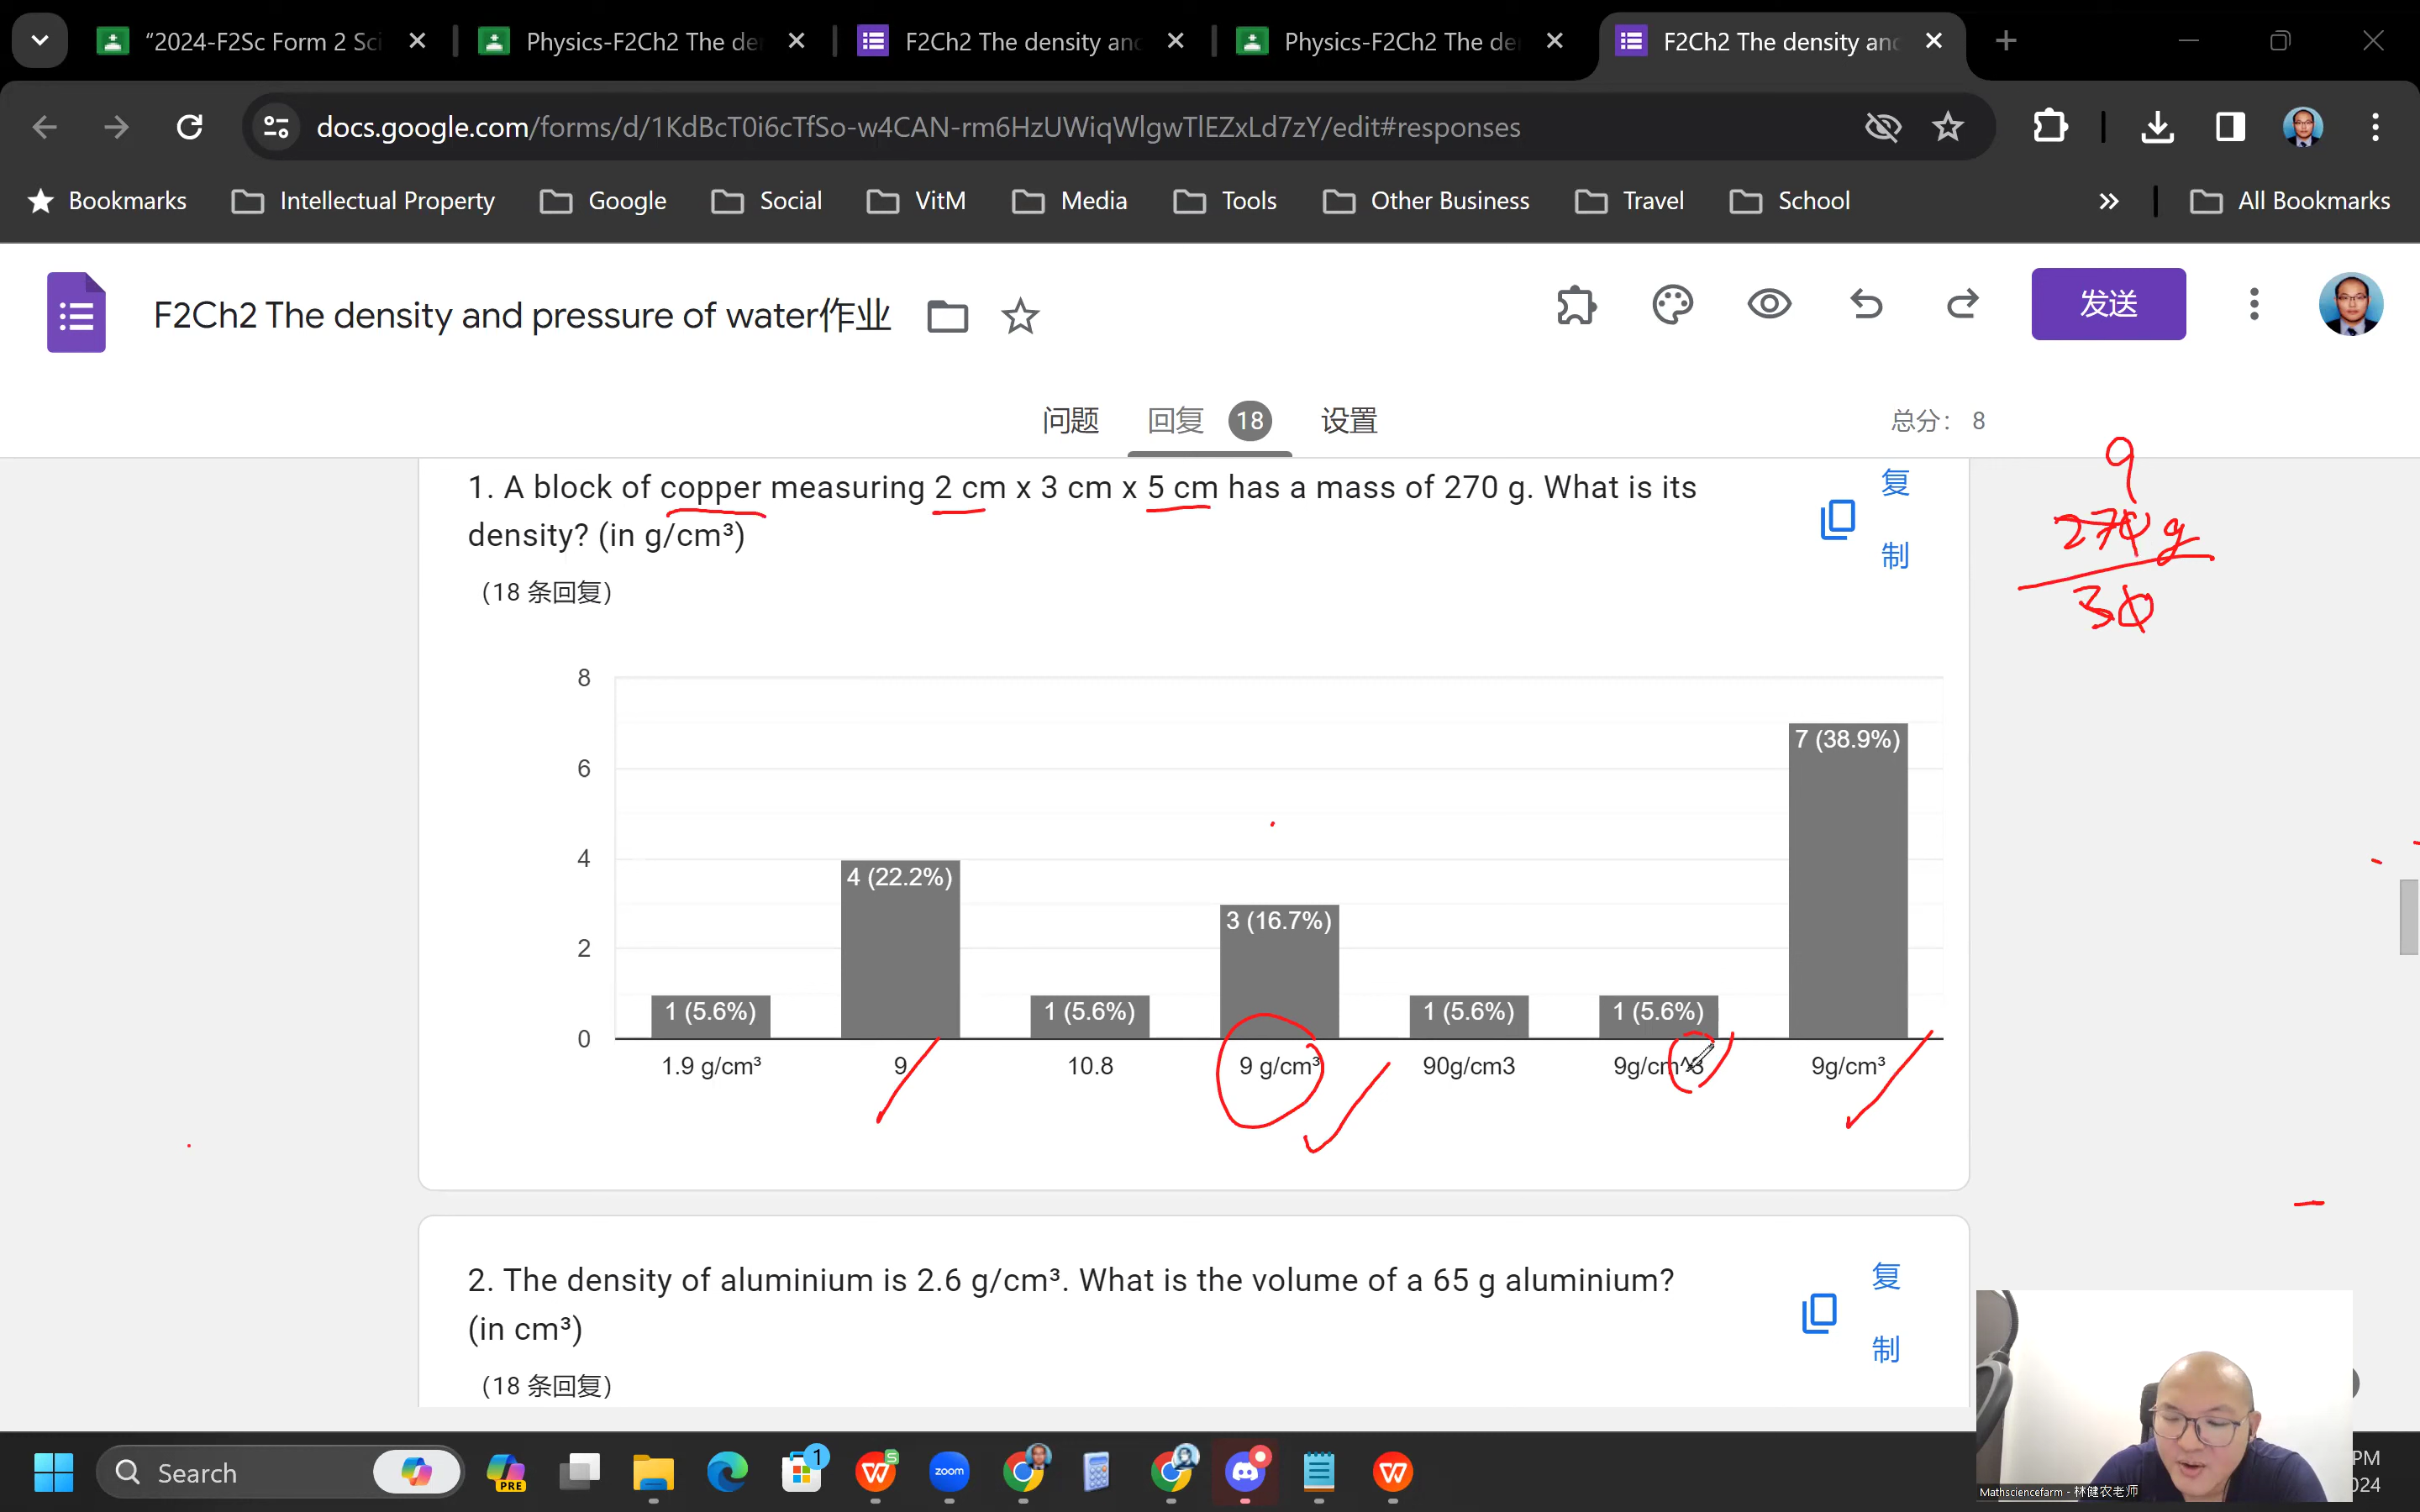 "2024-F2Sc Form 2 Sci
Physics-F2Ch2 The de
F2Ch2 The density and
Physics-F2Ch2 The de
F2Ch2 The density and
docs.google.com/forms/d/1KdBcT0i6cTfSo-w4CAN-rm6HzUWiqWlgwTlEZxLd7zY/edit#responses
Bookmarks
Intellectual Property
Google
Social
VitM
Media
Tools
Other Business
Travel
School
All Bookmarks
F2Ch2 The density and pressure of water作业
发送
问题
回复
18
设置
总分： 8
1. A block of copper measuring 2 cm x 3 cm x 5 cm has a mass of 270 g. What is its
density? (in g/cm³)
复
制
（18 条回复）
9
270 g
30
8
6
4
2
0
1 (5.6%)
4 (22.2%)
1 (5.6%)
3 (16.7%)
1 (5.6%)
1 (5.6%)
7 (38.9%)
1.9 g/cm³
9
10.8
9 g/cm³
90g/cm3
9g/cm^3
9g/cm³
2. The density of aluminium is 2.6 g/cm³. What is the volume of a 65 g aluminium?
(in cm³)
复
制
（18 条回复）
Mathsciencefarm - 林健农老师
Search
PRE
1
zoom
PM
024